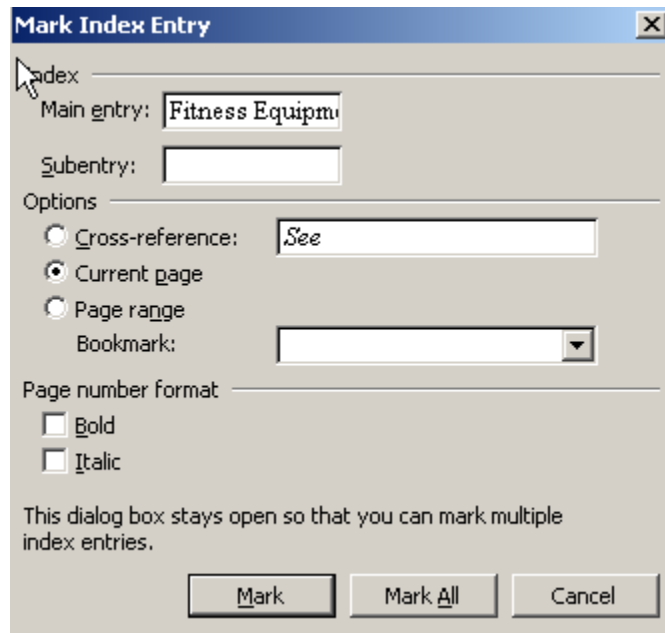 Mark Index Entry
Index
Main entry: Fitness Equipm
Subentry:
Options
Cross-reference: See
Current page
Page range
Bookmark:
Page number format
Bold
Italic
This dialog box stays open so that you can mark multiple
index entries.
Mark Mark All Cancel